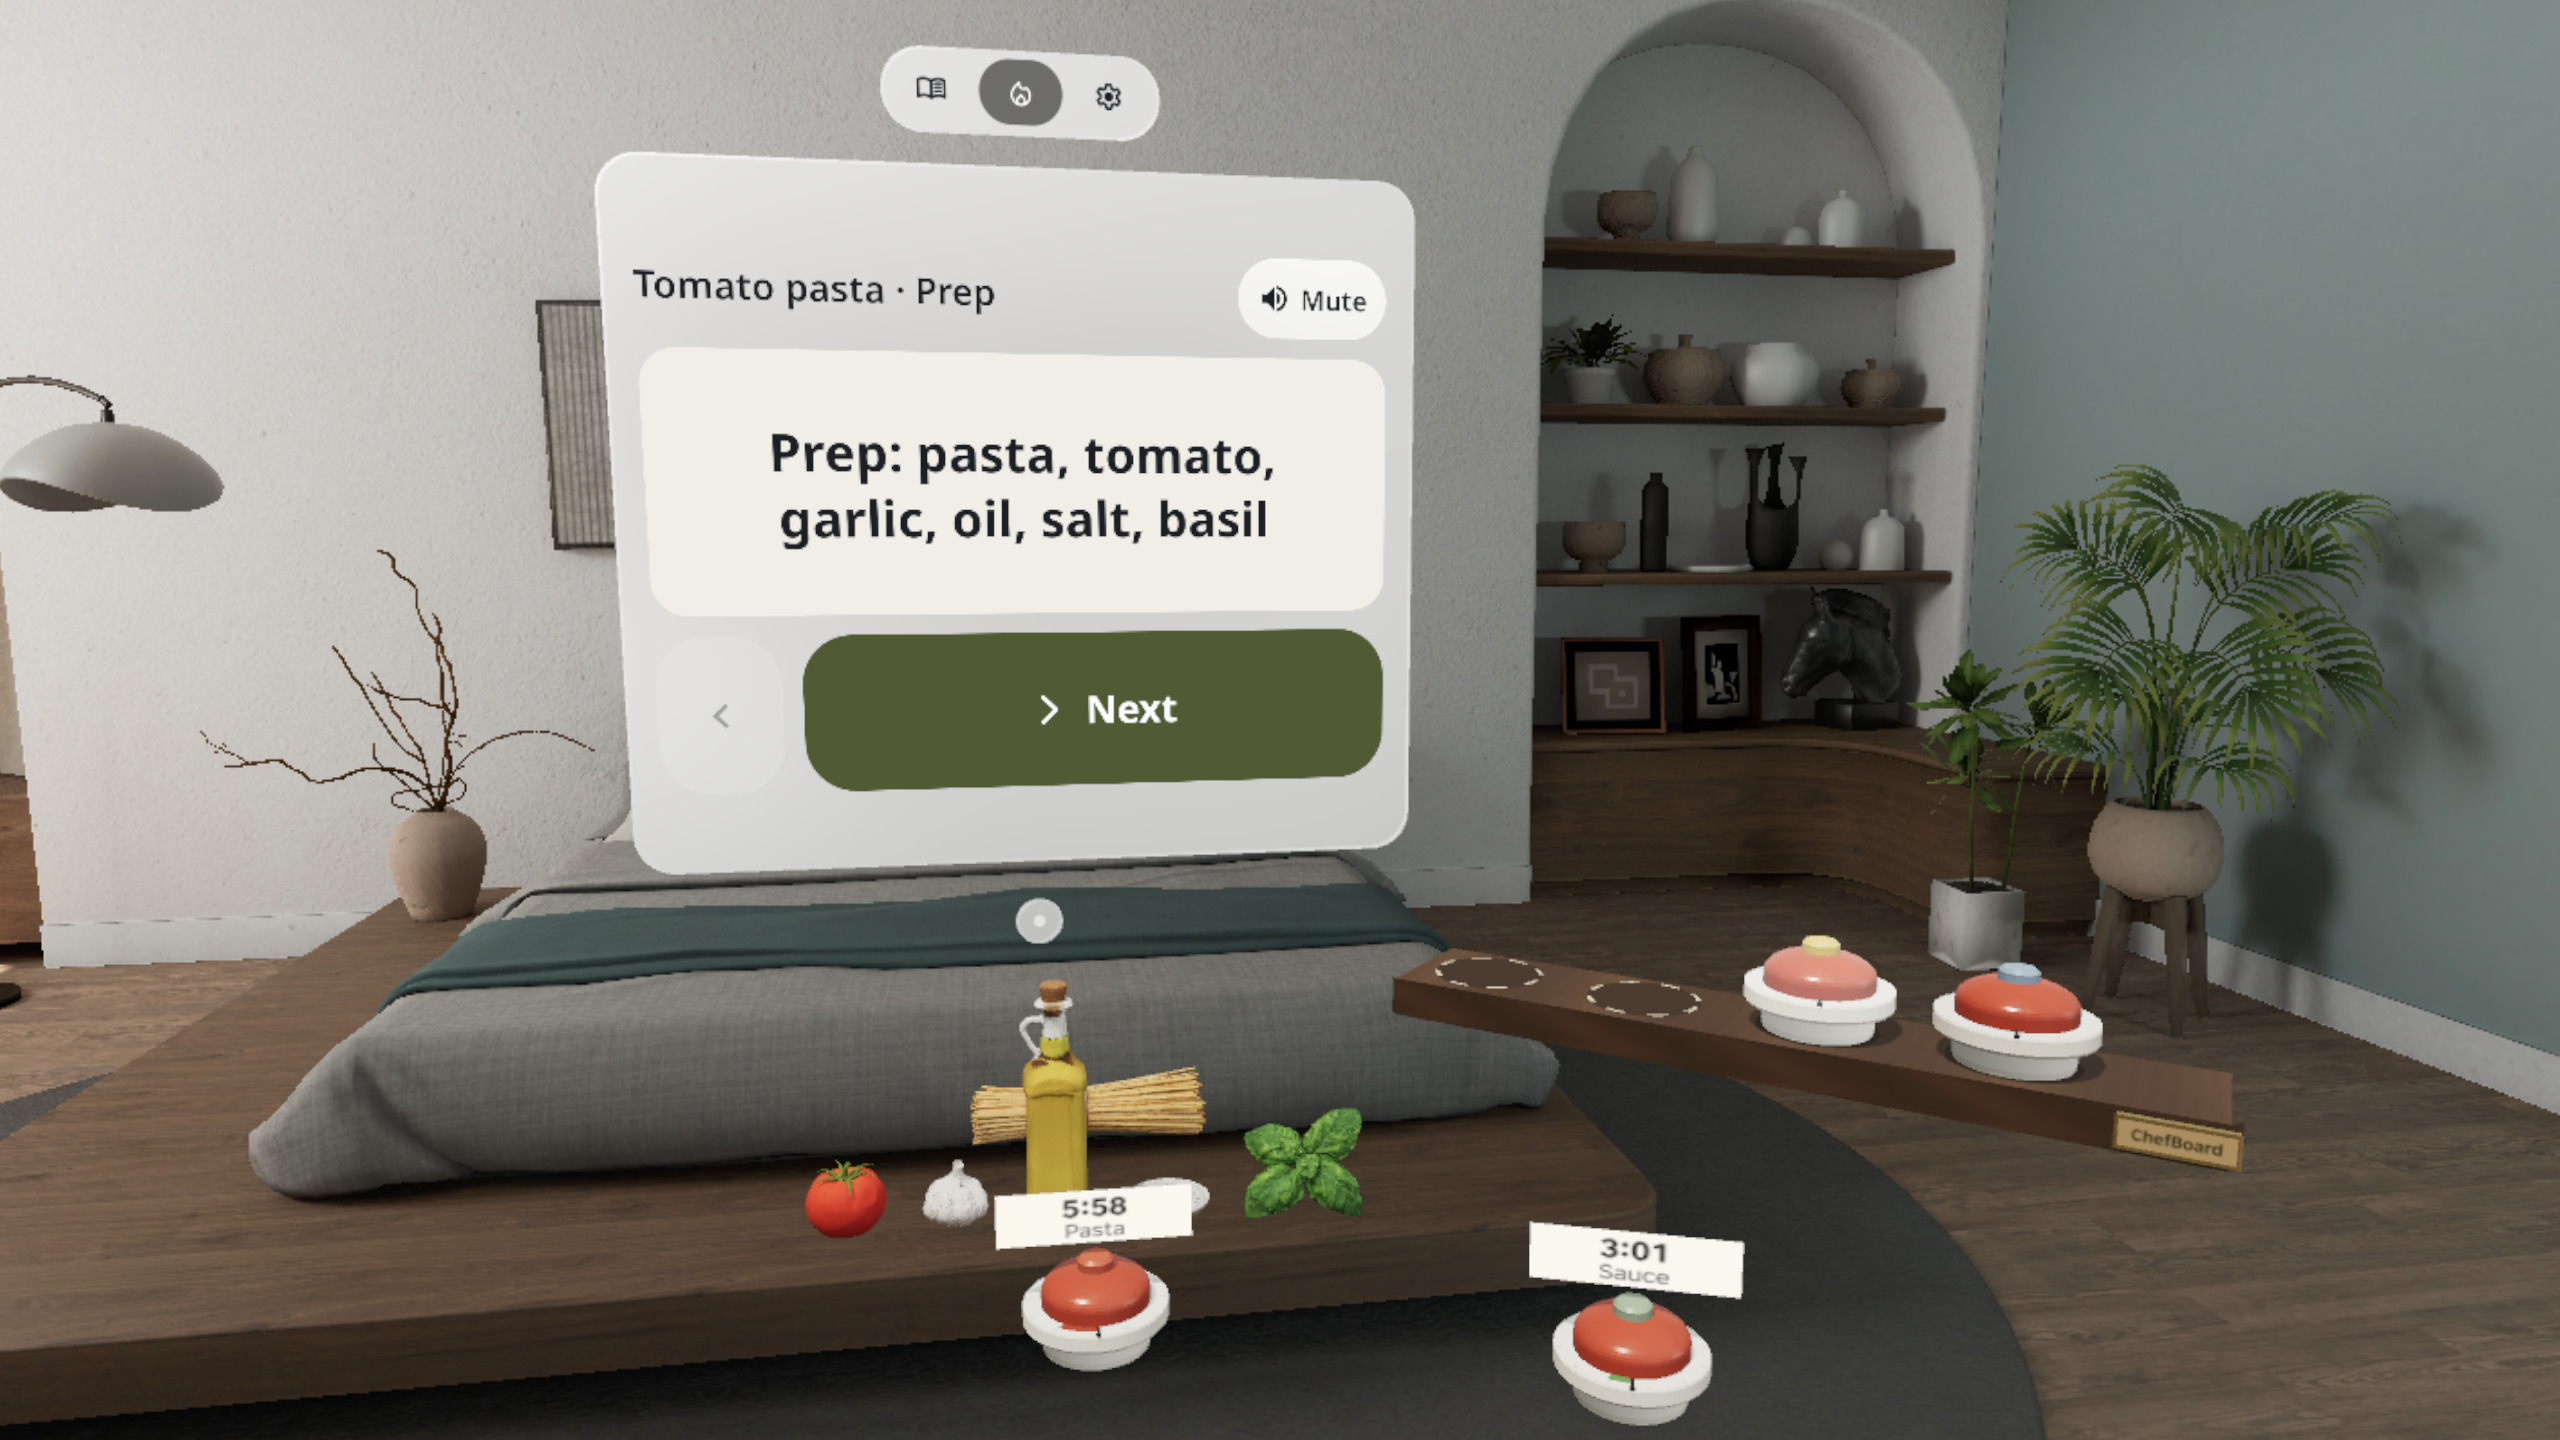 Tomato pasta · Prep
Mute
Prep: pasta, tomato,
garlic, oil, salt, basil
Next
ChefBoard
5:58
Pasta
3:01
Sauce